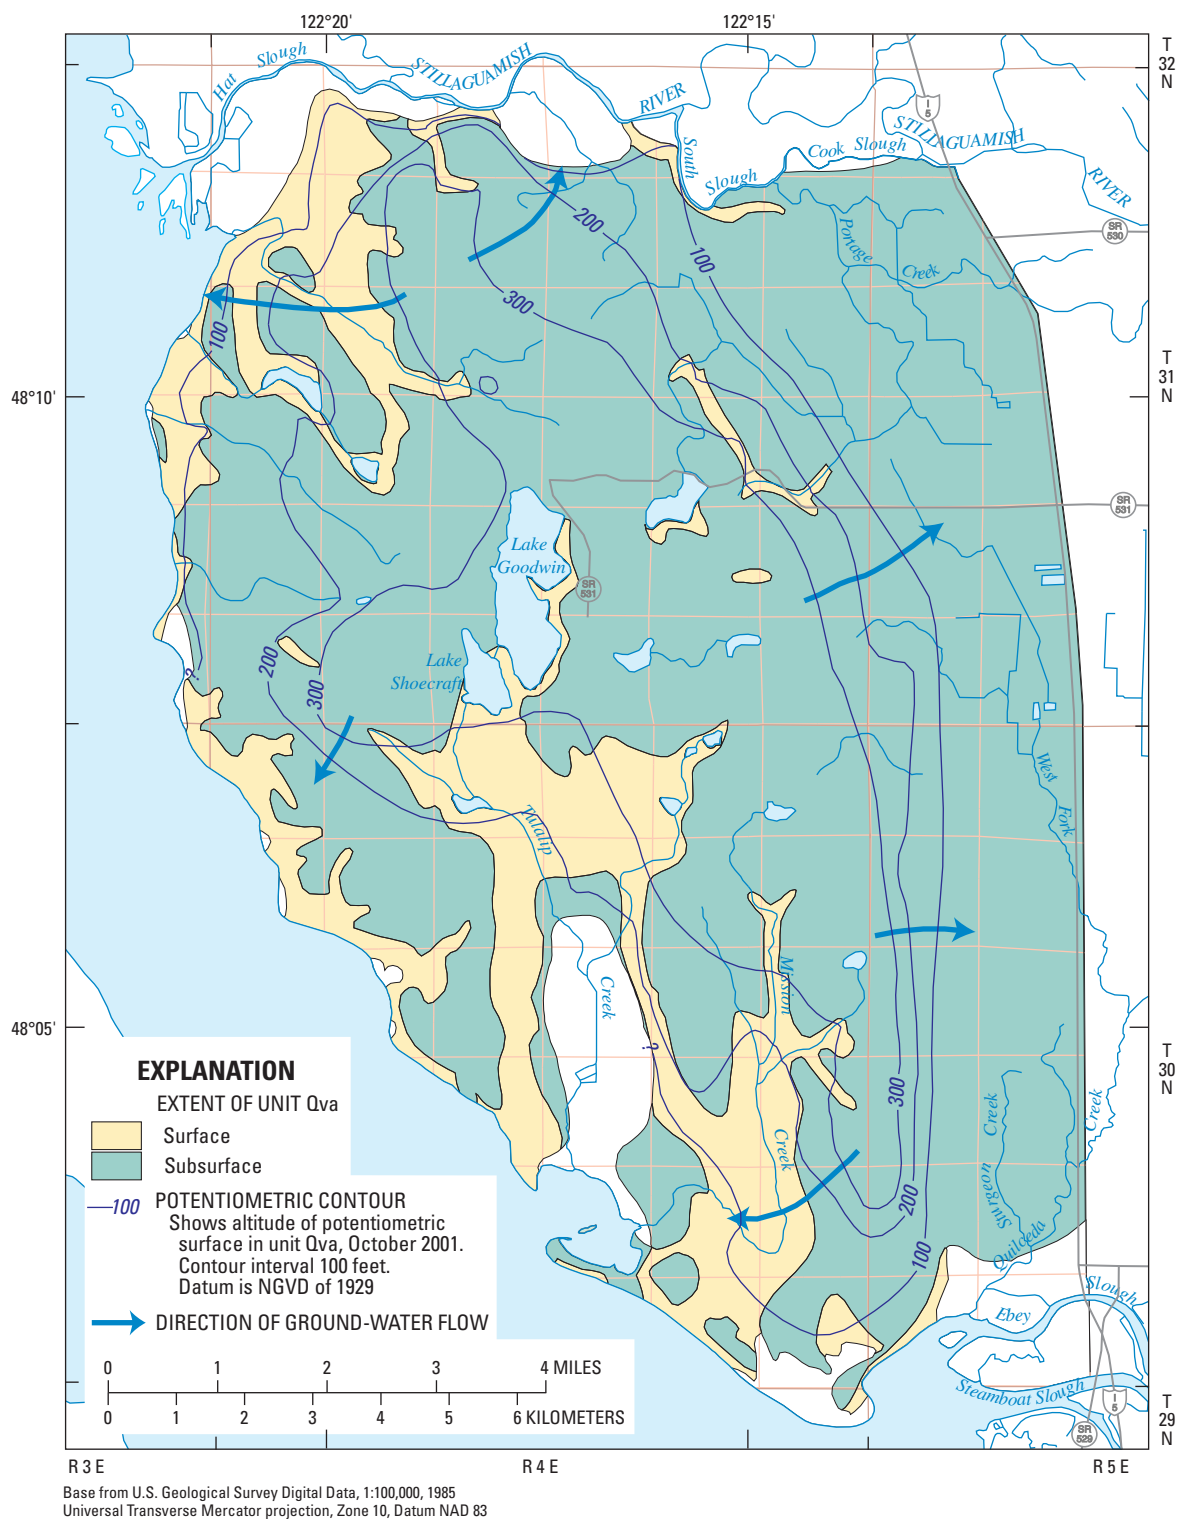 122°20'
122°15'
T
32
N
Hat
Slough
STILLAGUAMISH
RIVER
I
5
STILLAGUAMISH
Cook Slough
South
Slough
RIVER
SR
530
Portage
Creek
200
100
300
100
T
31
N
48°10'
SR
531
Lake
Goodwin
SR
531
200
300
Lake
Shoecraft
?
West
Fork
Tulalip
Creek
Mission
48°05'
?
T
30
N
300
Creek
Creek
Creek
Sturgeon
200
100
Quilceda
Slough
Ebey
Steamboat Slough
I
5
SR
529
T
29
N
EXPLANATION
EXTENT OF UNIT Qva
Surface
Subsurface
100
POTENTIOMETRIC CONTOUR
Shows altitude of potentiometric
surface in unit Qva, October 2001.
Contour interval 100 feet.
Datum is NGVD of 1929
DIRECTION OF GROUND-WATER FLOW
0 1 2 3 4 MILES
0 1 2 3 4 5 6 KILOMETERS
R 3 E
R 4 E
R 5 E
Base from U.S. Geological Survey Digital Data, 1:100,000, 1985
Universal Transverse Mercator projection, Zone 10, Datum NAD 83